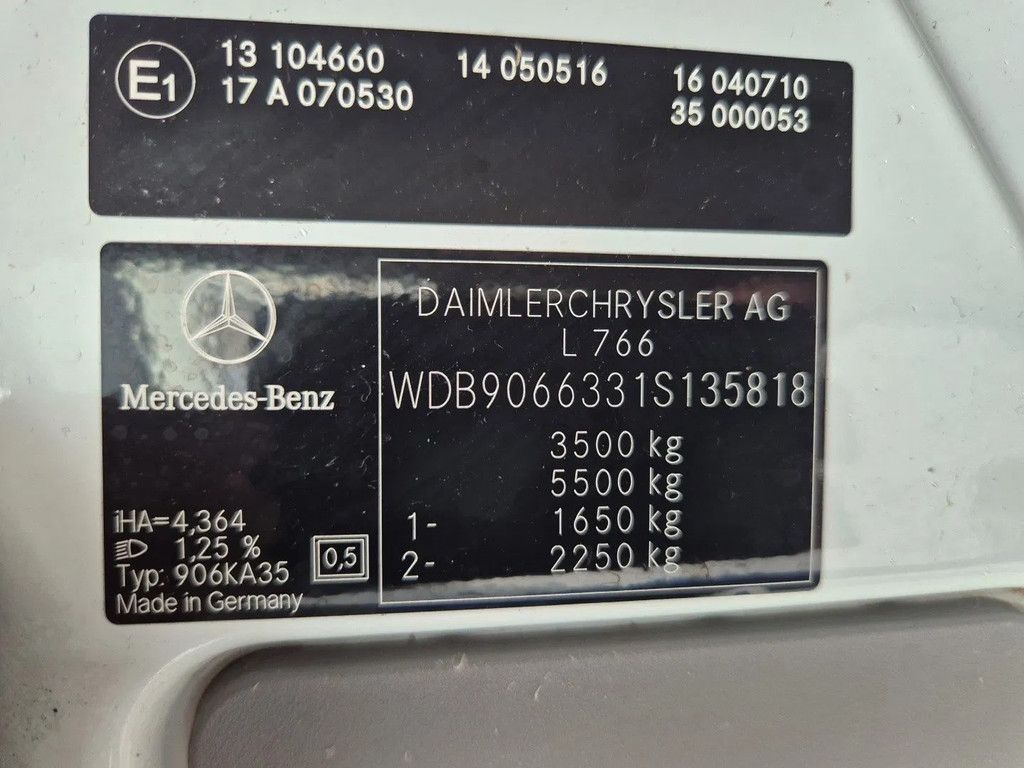 E1
13 104660 14 050516 16 040710
17 A 070530 35 000053
DAIMLERCHRYSLER AG
L 766
Mercedes-Benz
WDB9066331S135818
3500 kg
5500 kg
1- 1650 kg
2- 2250 kg
iHA=4,364
1,25 %
Typ: 906KA35
0,5
Made in Germany